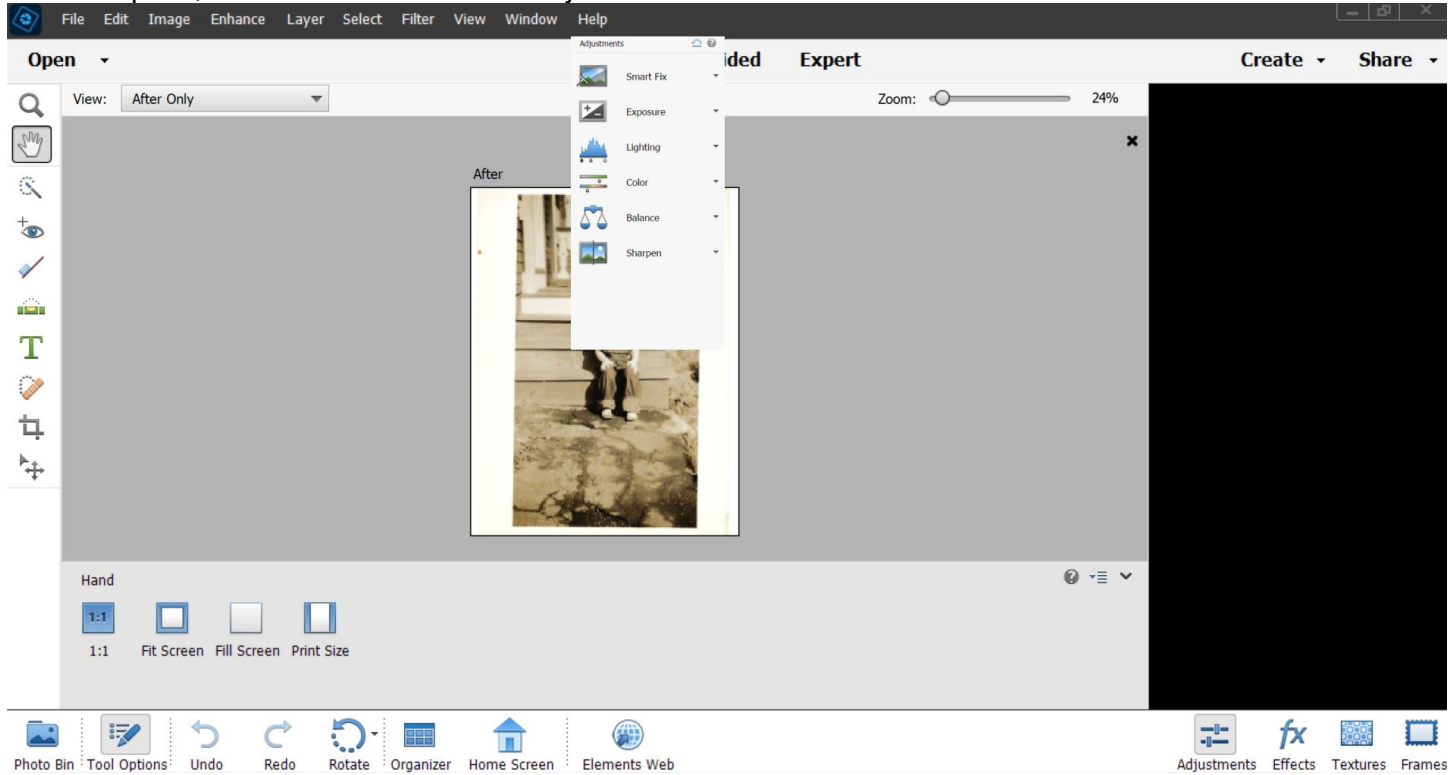 File Edit Image Enhance Layer Select Filter View Window Help
Adjustments
Open ided Expert Create Share
Smart Fix
View: After Only Zoom: 24%
Exposure
Lighting
After
Color
Balance
Sharpen
Hand
1:1
1:1 Fit Screen Fill Screen Print Size
Photo Bin Tool Options Undo Redo Rotate Organizer Home Screen Elements Web Adjustments Effects Textures Frames